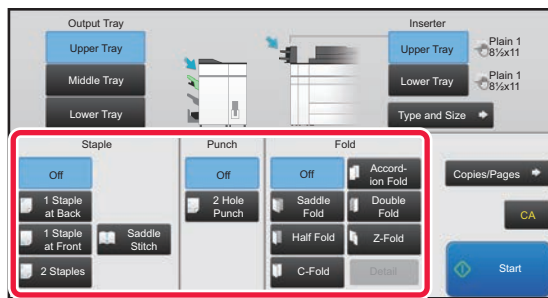 Output Tray
Inserter
Upper Tray
Upper Tray
Plain 1
8½x11
Middle Tray
Lower Tray
Plain 1
8½x11
Lower Tray
Type and Size
Staple
Punch
Fold
Off
Off
Accord-
ion Fold
Copies/Pages
1 Staple
at Back
2 Hole
Punch
Saddle
Fold
Double
Fold
CA
1 Staple
at Front
Saddle
Stitch
Half Fold
Z-Fold
2 Staples
C-Fold
Detail
Start